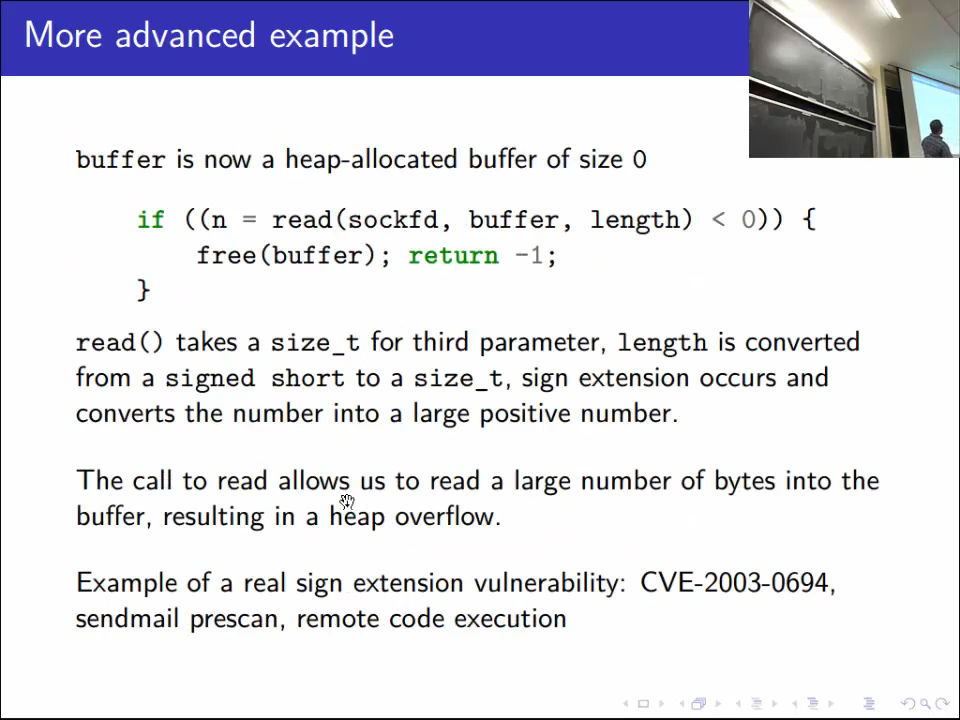 More advanced example
buffer is now a heap-allocated buffer of size 0
if ((n = read(sockfd, buffer, length) < 0)) {
free(buffer); return -1;
}
read() takes a size_t for third parameter, length is converted
from a signed short to a size_t, sign extension occurs and
converts the number into a large positive number.
The call to read allows us to read a large number of bytes into the
buffer, resulting in a heap overflow.
Example of a real sign extension vulnerability: CVE-2003-0694,
sendmail prescan, remote code execution